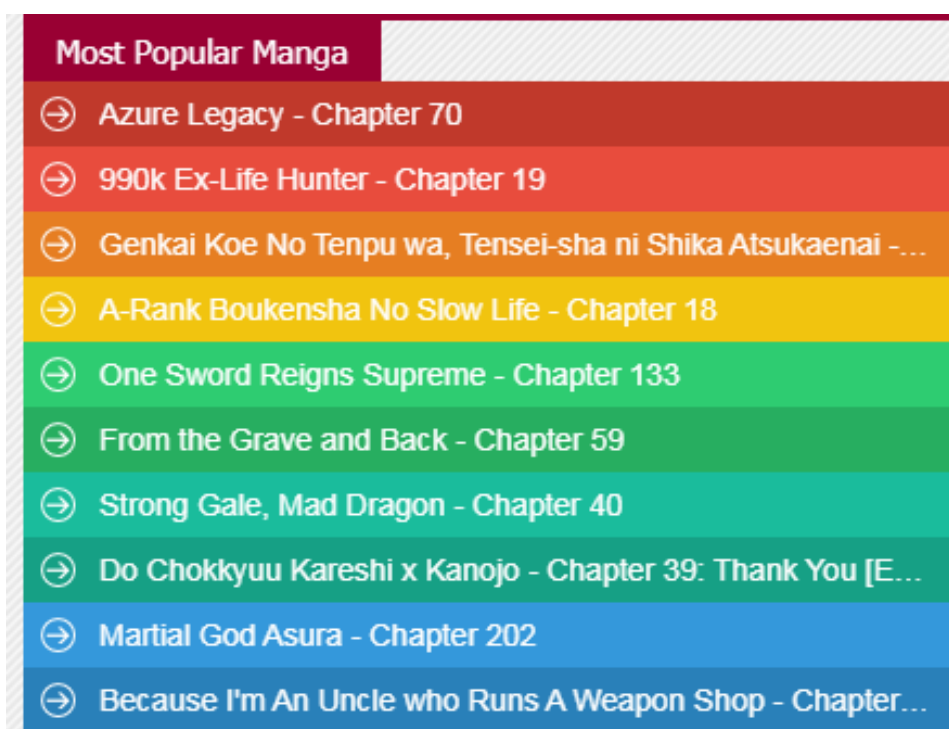 Most Popular Manga
Azure Legacy - Chapter 70
990k Ex-Life Hunter - Chapter 19
Genkai Koe No Tenpu wa, Tensei-sha ni Shika Atsukaenai -...
A-Rank Boukensha No Slow Life - Chapter 18
One Sword Reigns Supreme - Chapter 133
From the Grave and Back - Chapter 59
Strong Gale, Mad Dragon - Chapter 40
Do Chokkyuu Kareshi x Kanojo - Chapter 39: Thank You [E...
Martial God Asura - Chapter 202
Because I'm An Uncle who Runs A Weapon Shop - Chapter...